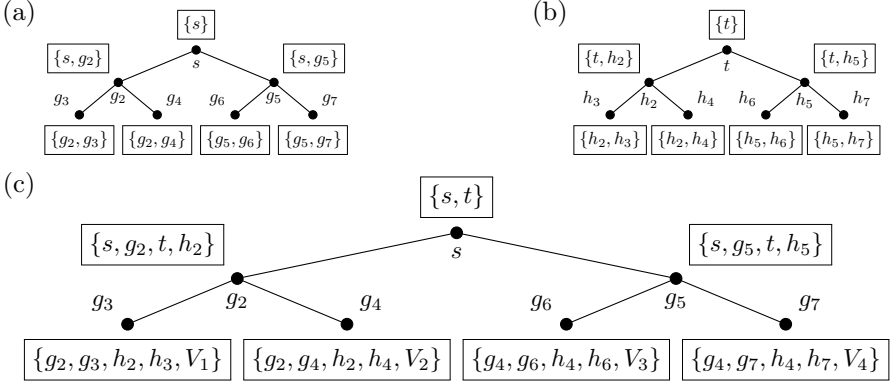 (a)
{s}
{s, g2}
{s, g5}
s
g3 g2 g4 g6 g5 g7
{g2, g3} {g2, g4} {g5, g6} {g5, g7}
(b)
{t}
{t, h2}
{t, h5}
t
h3 h2 h4 h6 h5 h7
{h2, h3} {h2, h4} {h5, h6} {h5, h7}
(c)
{s, t}
{s, g2, t, h2}
{s, g5, t, h5}
s
g3 g2 g4 g6 g5 g7
{g2, g3, h2, h3, V1} {g2, g4, h2, h4, V2} {g4, g6, h4, h6, V3} {g4, g7, h4, h7, V4}